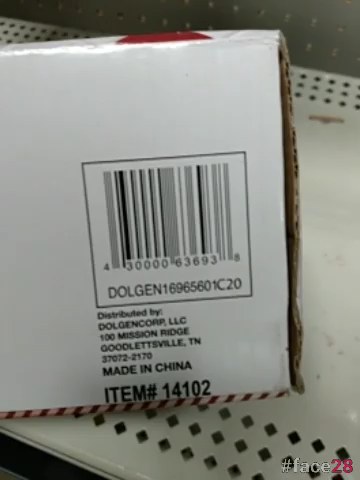 4 30000 63693 8
DOLGEN16965601C20
Distributed by:
DOLGENCORP, LLC
100 MISSION RIDGE
GOODLETTSVILLE, TN
37072-2170
MADE IN CHINA
ITEM# 14102
#face28